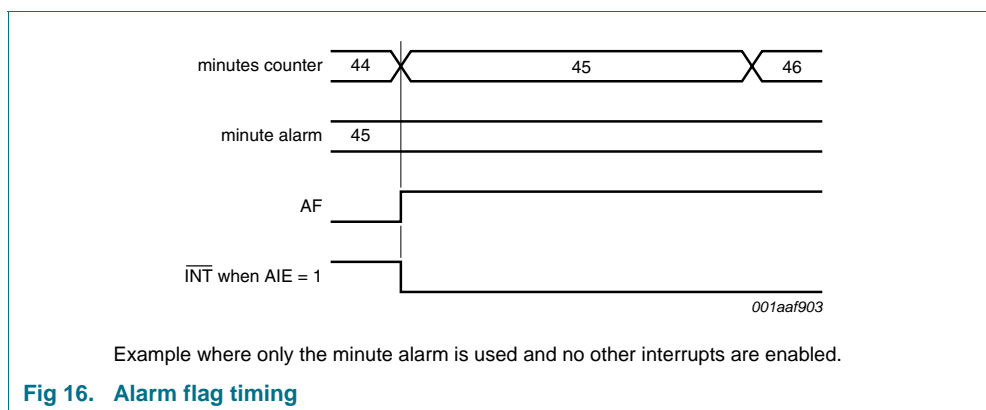 minutes counter 44 45 46
minute alarm 45
AF
INT when AIE = 1
001aaf903
Example where only the minute alarm is used and no other interrupts are enabled.
Fig 16. Alarm flag timing